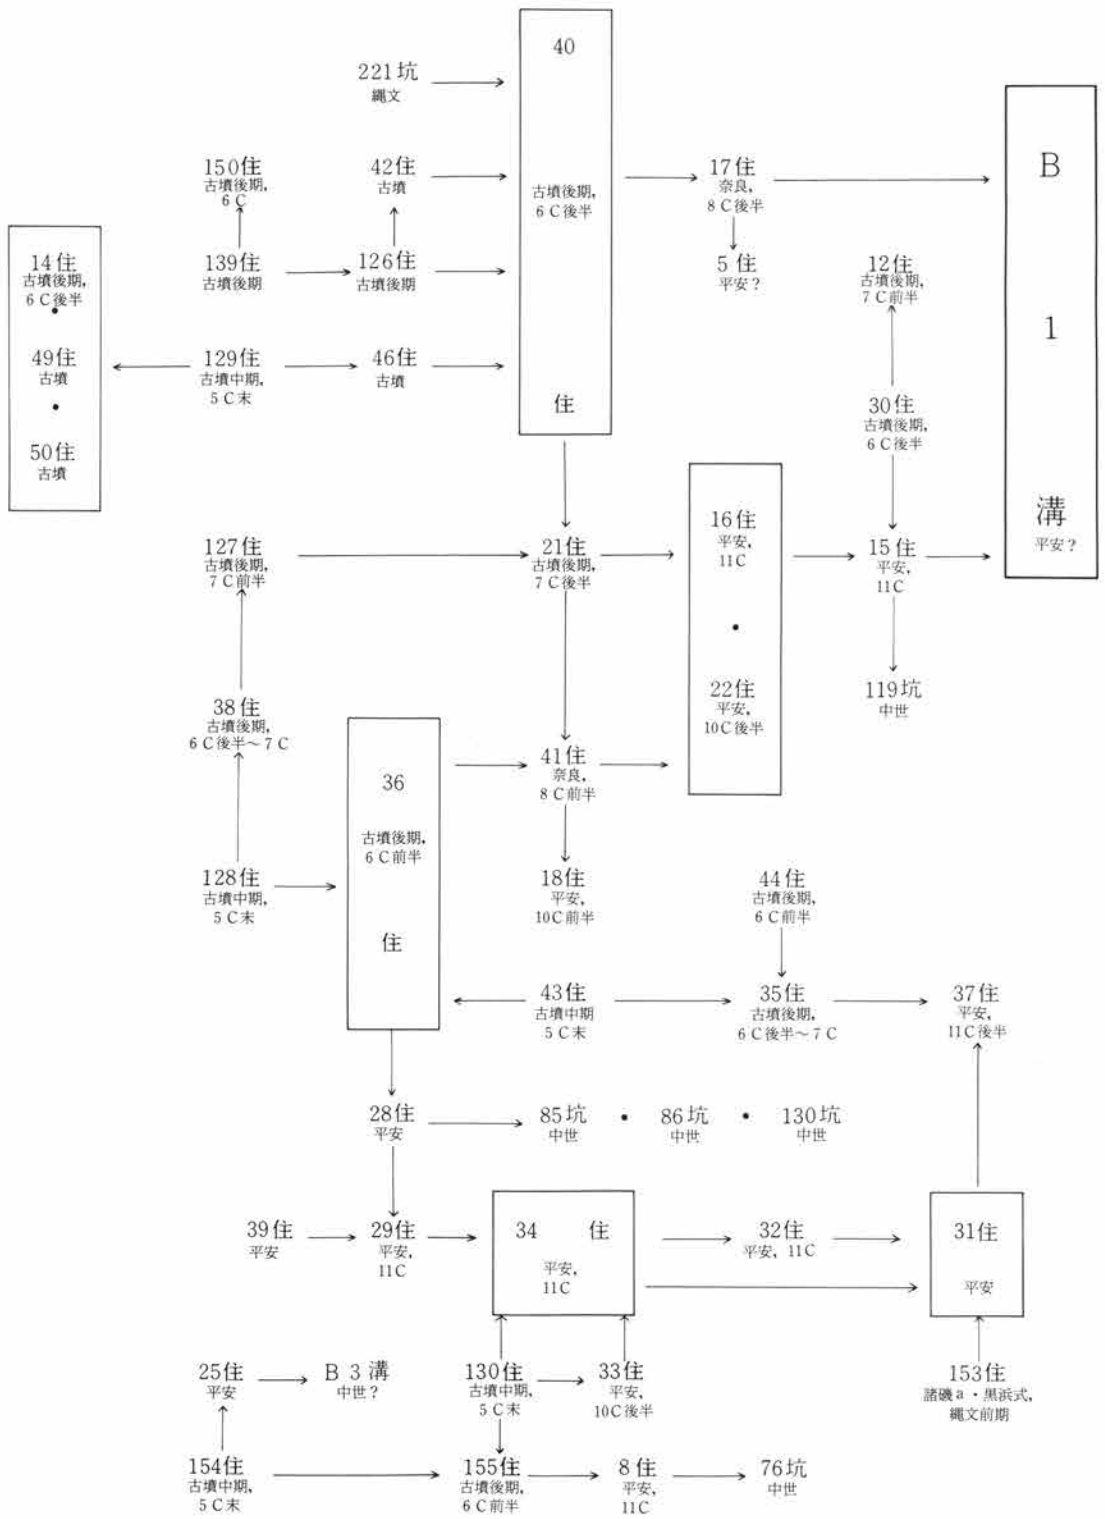 40
221坑
縄文
B
150住
古墳後期,
6 C
42住
古墳
古墳後期,
6 C後半
17住
奈良,
8 C後半
14住
古墳後期,
6 C後半
・
139住
古墳後期
126住
古墳後期
5 住
平安？
12住
古墳後期,
7 C前半
1
49住
古墳
・
129住
古墳中期,
5 C末
46住
古墳
住
30住
古墳後期,
6 C後半
50住
古墳
溝
平安？
127住
古墳後期,
7 C前半
21住
古墳後期,
7 C後半
16住
平安,
11C
・
15住
平安,
11C
22住
平安,
10C後半
119坑
中世
38住
古墳後期,
6 C後半～7 C
36
古墳後期,
6 C前半
41住
奈良,
8 C前半
128住
古墳中期,
5 C末
18住
平安,
10C前半
44住
古墳後期,
6 C前半
住
43住
古墳中期
5 C末
35住
古墳後期,
6 C後半～7 C
37住
平安,
11C後半
28住
平安
85坑 ・ 86坑 ・ 130坑
中世 中世 中世
39住
平安
29住
平安,
11C
34 住
平安,
11C
32住
平安, 11C
31住
平安
25住
平安
B 3 溝
中世？
130住
古墳中期,
5 C末
33住
平安,
10C後半
153住
諸磯a・黒浜式,
縄文前期
154住
古墳中期,
5 C末
155住
古墳後期,
6 C前半
8 住
平安,
11C
76坑
中世